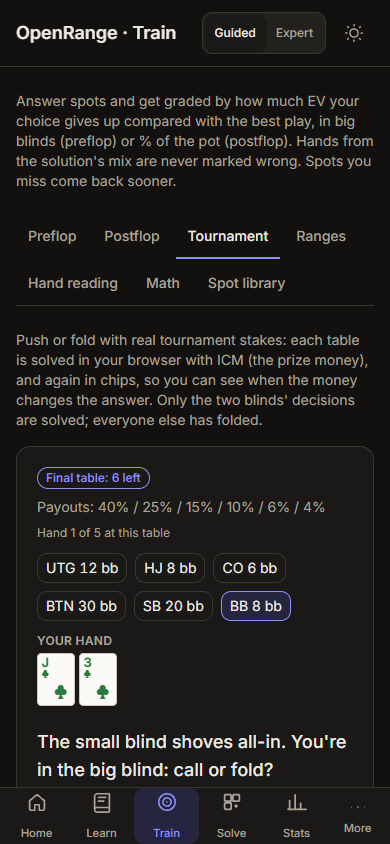 OpenRange · Train
Guided
Expert
Answer spots and get graded by how much EV your
choice gives up compared with the best play, in big
blinds (preflop) or % of the pot (postflop). Hands from
the solution's mix are never marked wrong. Spots you
miss come back sooner.
Preflop
Postflop
Tournament
Ranges
Hand reading
Math
Spot library
Push or fold with real tournament stakes: each table
is solved in your browser with ICM (the prize money),
and again in chips, so you can see when the money
changes the answer. Only the two blinds' decisions
are solved; everyone else has folded.
Final table: 6 left
Payouts: 40% / 25% / 15% / 10% / 6% / 4%
Hand 1 of 5 at this table
UTG 12 bb
HJ 8 bb
CO 6 bb
BTN 30 bb
SB 20 bb
BB 8 bb
YOUR HAND
J♣
3♣
The small blind shoves all-in. You're
in the big blind: call or fold?
Home
Learn
Train
Solve
Stats
More